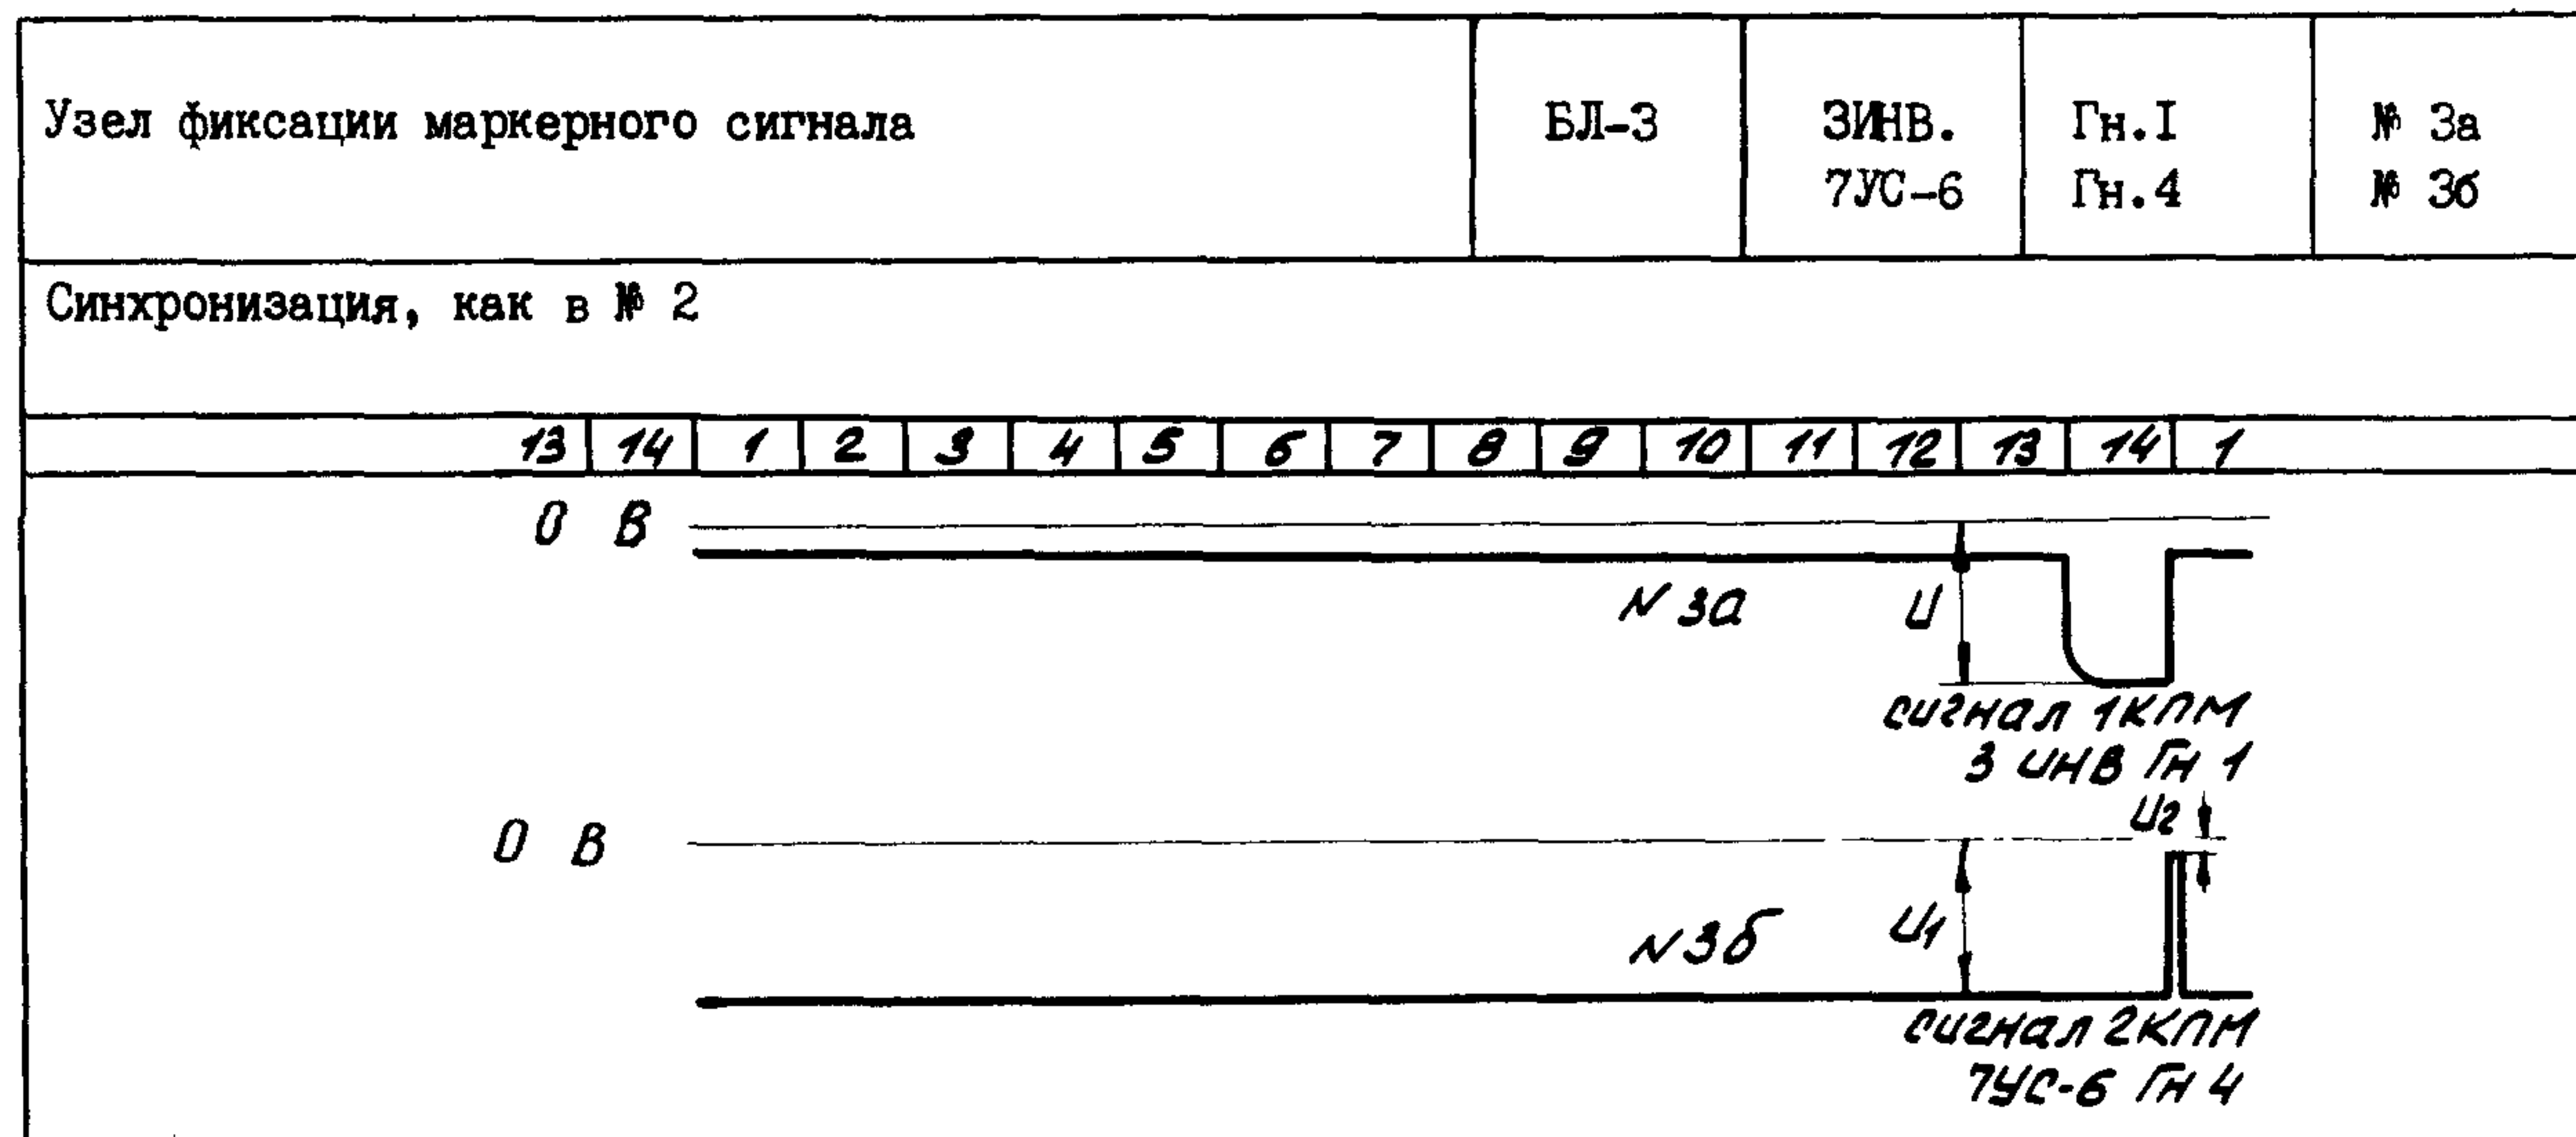 Узел фиксации маркерного сигнала БЛ-3 ЗИНВ. Гн.I № 3а
7УС-6 Гн.4 № 3б
Синхронизация, как в № 2
13 14 1 2 3 4 5 6 7 8 9 10 11 12 13 14 1
0 В
N 3а U
сигнал 1КПМ
3 ИНВ Гн 1
U2
0 В
N3б U1
сигнал 2КПМ
7УС-6 Гн 4